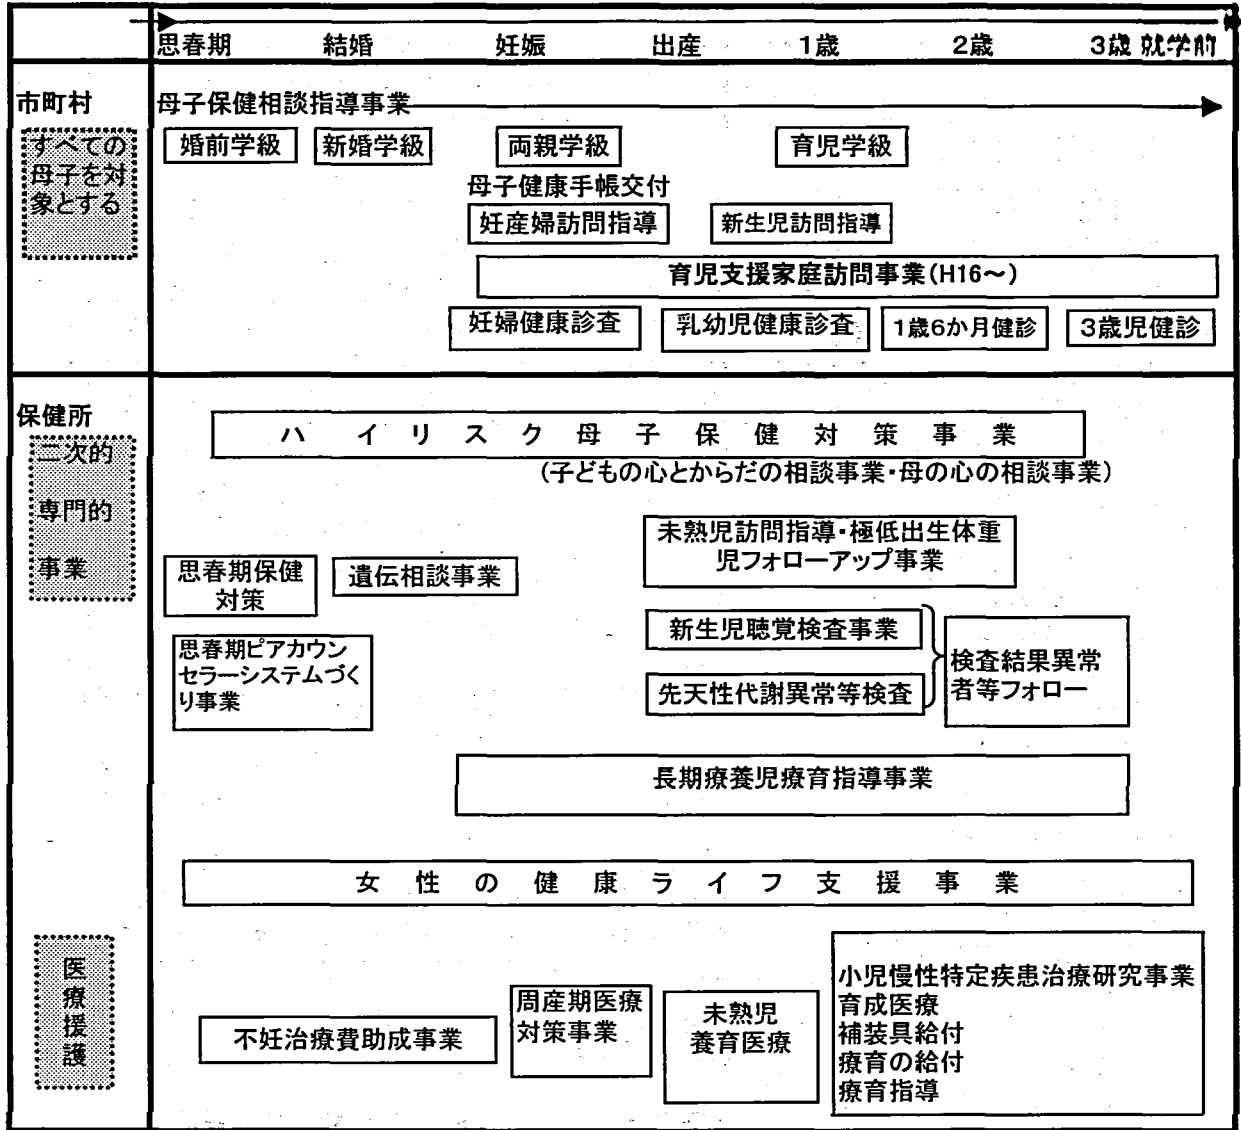 思春期 結婚 妊娠 出産 1歳 2歳 3歳 就学前
市町村
すべての
母子を対
象とする
母子保健相談指導事業
婚前学級 新婚学級 両親学級 育児学級
母子健康手帳交付
妊産婦訪問指導 新生児訪問指導
育児支援家庭訪問事業(H16～)
妊婦健康診査 乳幼児健康診査 1歳6か月健診 3歳児健診
保健所
二次的
専門的
事業
ハイリスク母子保健対策事業
(子どもの心とからだの相談事業・母の心の相談事業)
未熟児訪問指導・極低出生体重
児フォローアップ事業
思春期保健
対策
遺伝相談事業
新生児聴覚検査事業
思春期ピアカウン
セラーシステムづく
り事業
先天性代謝異常等検査
検査結果異常
者等フォロー
長期療養児療育指導事業
女性の健康ライフ支援事業
医療援護
不妊治療費助成事業
周産期医療
対策事業
未熟児
養育医療
小児慢性特定疾患治療研究事業
育成医療
補装具給付
療育の給付
療育指導